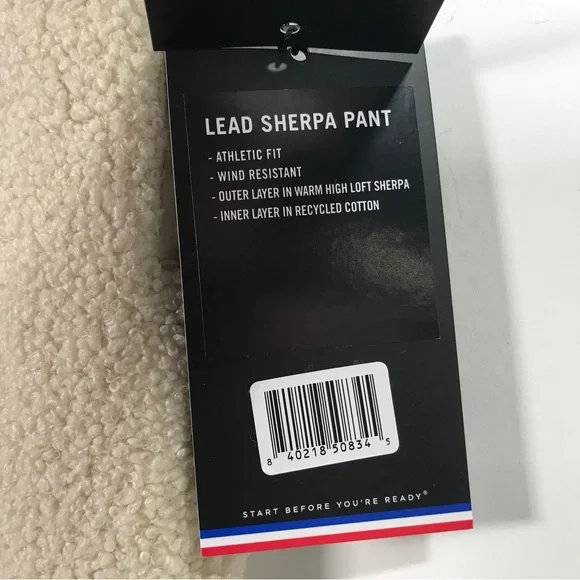 LEAD SHERPA PANT
- ATHLETIC FIT
- WIND RESISTANT
- OUTER LAYER IN WARM HIGH LOFT SHERPA
- INNER LAYER IN RECYCLED COTTON
8 40218 50834 5
START BEFORE YOU'RE READY®